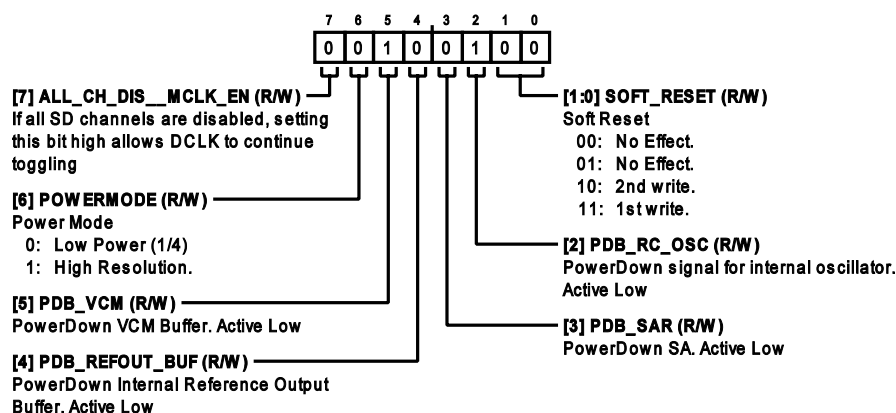 7 6 5 4 3 2 1 0
0 0 1 0 0 1 0 0
[7] ALL_CH_DIS__MCLK_EN (R/W)
If all SD channels are disabled, setting
this bit high allows DCLK to continue
toggling
[6] POWERMODE (R/W)
Power Mode
0: Low Power (1/4)
1: High Resolution.
[5] PDB_VCM (R/W)
PowerDown VCM Buffer. Active Low
[4] PDB_REFOUT_BUF (R/W)
PowerDown Internal Reference Output
Buffer. Active Low
[1:0] SOFT_RESET (R/W)
Soft Reset
00: No Effect.
01: No Effect.
10: 2nd write.
11: 1st write.
[2] PDB_RC_OSC (R/W)
PowerDown signal for internal oscillator.
Active Low
[3] PDB_SAR (R/W)
PowerDown SA. Active Low